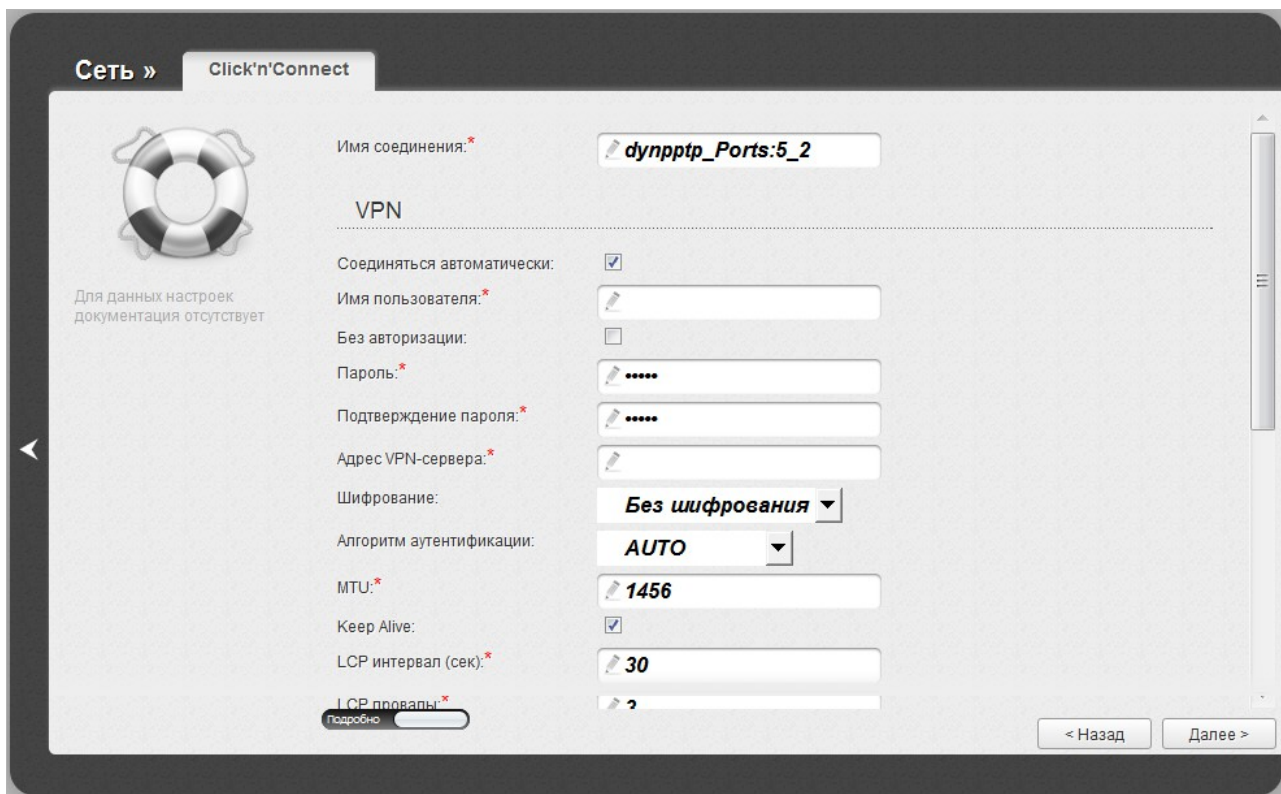 Сеть »
Click'n'Connect
Для данных настроек
документация отсутствует
Имя соединения:* dynpptp_Ports:5_2
VPN
Соединяться автоматически:
Имя пользователя:*
Без авторизации:
Пароль:* •••••
Подтверждение пароля:* •••••
Адрес VPN-сервера:*
Шифрование: Без шифрования
Алгоритм аутентификации: AUTO
MTU:* 1456
Keep Alive:
LCP интервал (сек):* 30
LCP провалы:* 3
Подробно
< Назад
Далее >